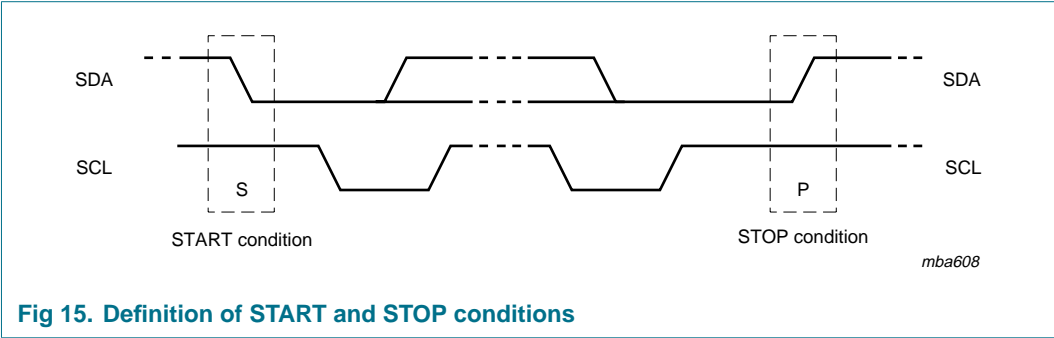 SDA
SDA
SCL
SCL
S
P
START condition
STOP condition
mba608
Fig 15. Definition of START and STOP conditions